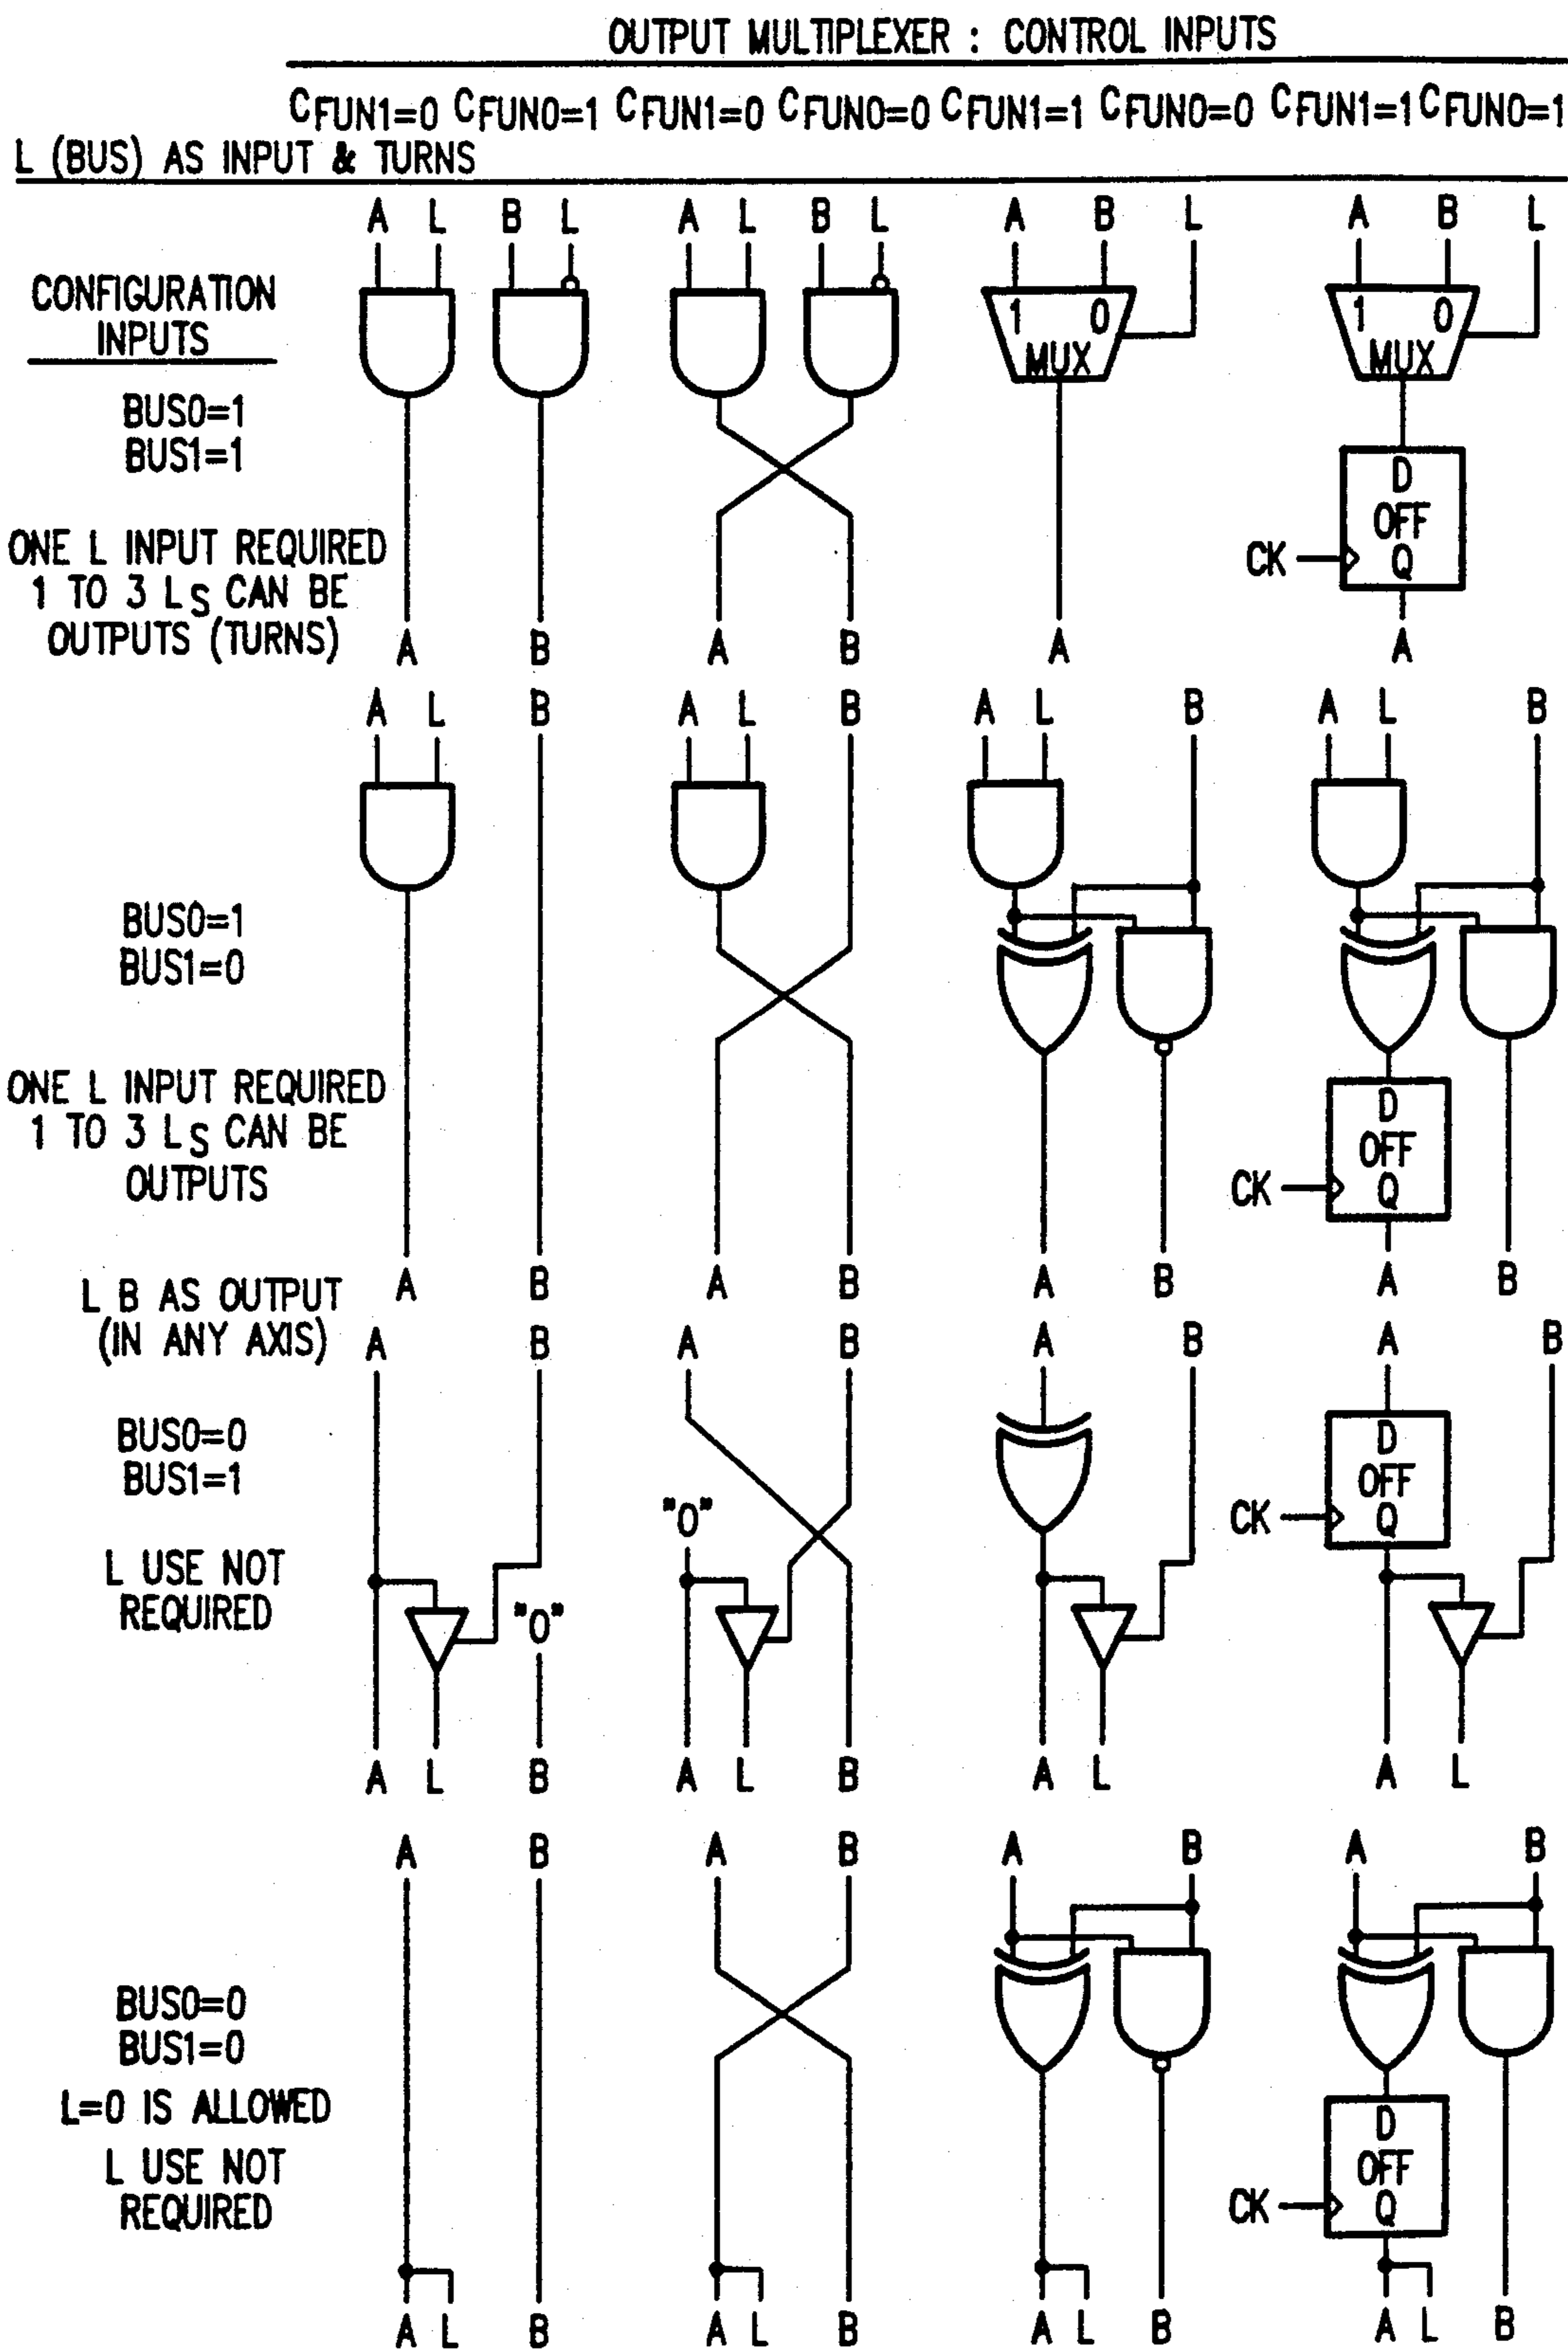 OUTPUT MULTIPLEXER : CONTROL INPUTS
CFUN1=0 CFUN0=1 CFUN1=0 CFUN0=0 CFUN1=1 CFUN0=0 CFUN1=1 CFUN0=1
L (BUS) AS INPUT & TURNS
A L B L A L B L A B L A B L
CONFIGURATION
INPUTS
1 0 MUX 1 0 MUX
BUS0=1
BUS1=1
D
OFF
CK Q
ONE L INPUT REQUIRED
1 TO 3 LS CAN BE
OUTPUTS (TURNS)
A B A B A A
A L B A L B A L B A L B
BUS0=1
BUS1=0
ONE L INPUT REQUIRED
1 TO 3 LS CAN BE
OUTPUTS
D
OFF
CK Q
A B A B A B A B
L B AS OUTPUT
(IN ANY AXIS)
A B A B A B A B
BUS0=0
BUS1=1
D
OFF
CK Q
"0"
L USE NOT
REQUIRED
"0"
A L B A L B A L A L
A B A B A B A B
BUS0=0
BUS1=0
L=0 IS ALLOWED
L USE NOT
REQUIRED
D
OFF
CK Q
A L B A L B A L B A L B